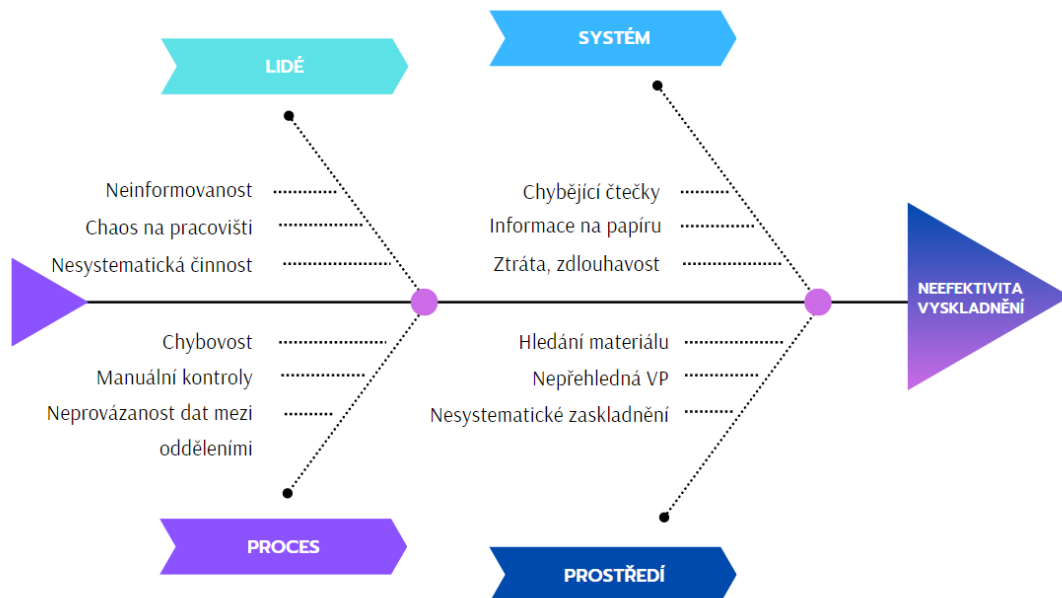 LIDÉ
SYSTÉM
Neinformovanost
Chaos na pracovišti
Nesystematická činnost
Chybějící čtečky
Informace na papíru
Ztráta, zdlouhavost
NEEFEKTIVITA
VYSKLADNĚNÍ
Chybovost
Manuální kontroly
Neprovázanost dat mezi
odděleními
Hledání materiálu
Nepřehledná VP
Nesystematické zaskladnění
PROCES
PROSTŘEDÍ